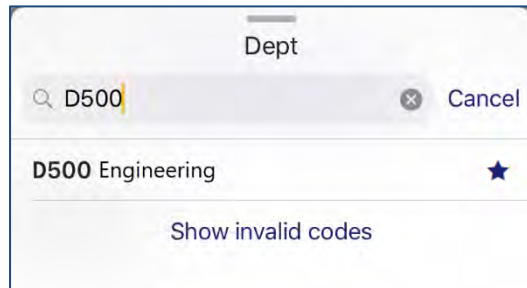 Dept
D500
Cancel
D500 Engineering
Show invalid codes